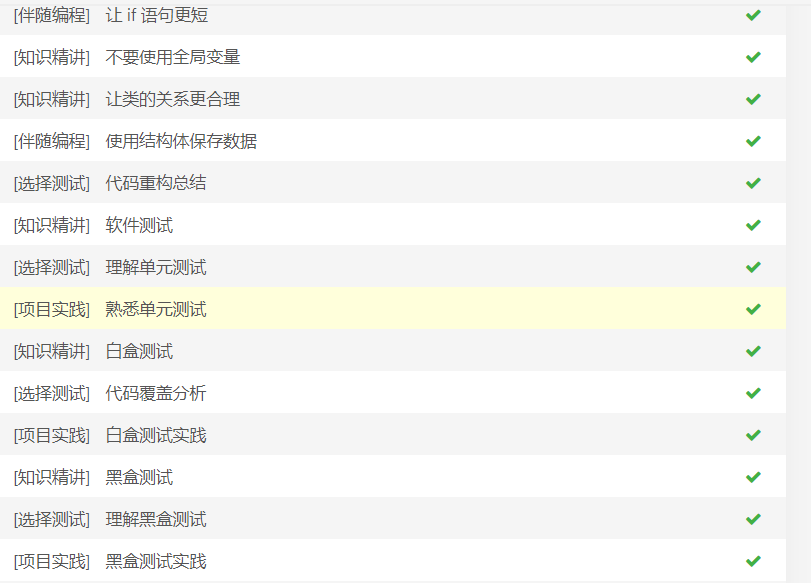 [伴随编程] 让 if 语句更短
[知识精讲] 不要使用全局变量
[知识精讲] 让类的关系更合理
[伴随编程] 使用结构体保存数据
[选择测试] 代码重构总结
[知识精讲] 软件测试
[选择测试] 理解单元测试
[项目实践] 熟悉单元测试
[知识精讲] 白盒测试
[选择测试] 代码覆盖分析
[项目实践] 白盒测试实践
[知识精讲] 黑盒测试
[选择测试] 理解黑盒测试
[项目实践] 黑盒测试实践